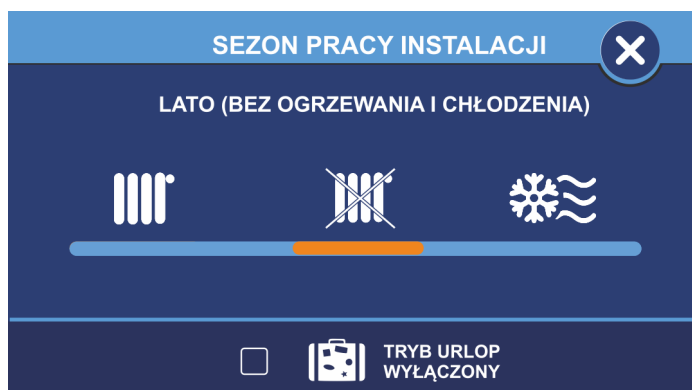 SEZON PRACY INSTALACJI
LATO (BEZ OGRZEWANIA I CHŁODZENIA)
TRYB URLOP
WYŁĄCZONY